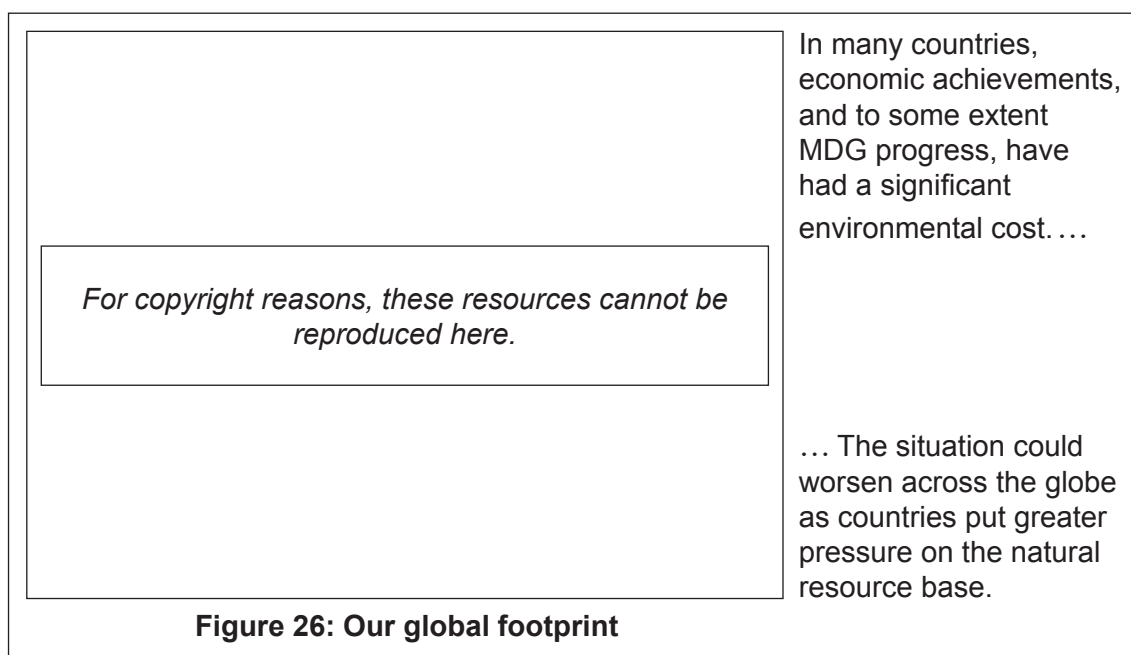 In many countries,
economic achievements,
and to some extent
MDG progress, have
had a significant
environmental cost. …
For copyright reasons, these resources cannot be
reproduced here.
… The situation could
worsen across the globe
as countries put greater
pressure on the natural
resource base.
Figure 26: Our global footprint